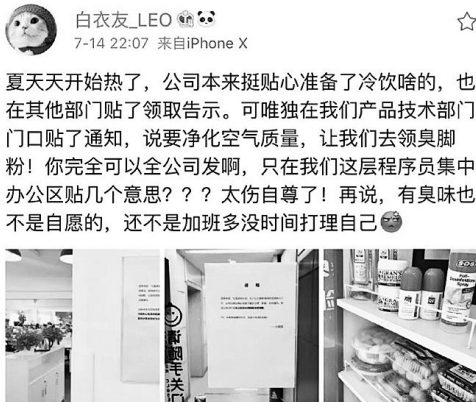 白衣友_LEO
7-14 22:07 来自iPhone X
夏天天开始热了，公司本来挺贴心准备了冷饮啥的，也
在其他部门贴了领取告示。可唯独在我们产品技术部门
门口贴了通知，说要净化空气质量，让我们去领臭脚
粉！你完全可以全公司发啊，只在我们这层程序员集中
办公区贴几个意思？？？太伤自尊了！再说，有臭味也
不是自愿的，还不是加班多没时间打理自己
通知
请随手关门